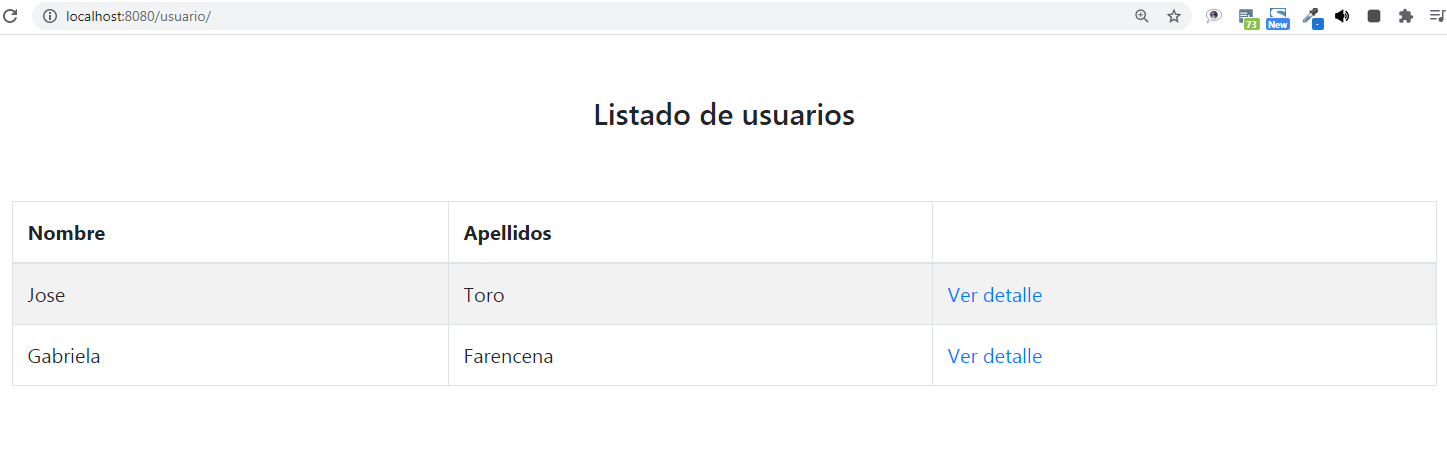 localhost:8080/usuario/
73
New
Listado de usuarios
Nombre Apellidos
Jose Toro Ver detalle
Gabriela Farencena Ver detalle